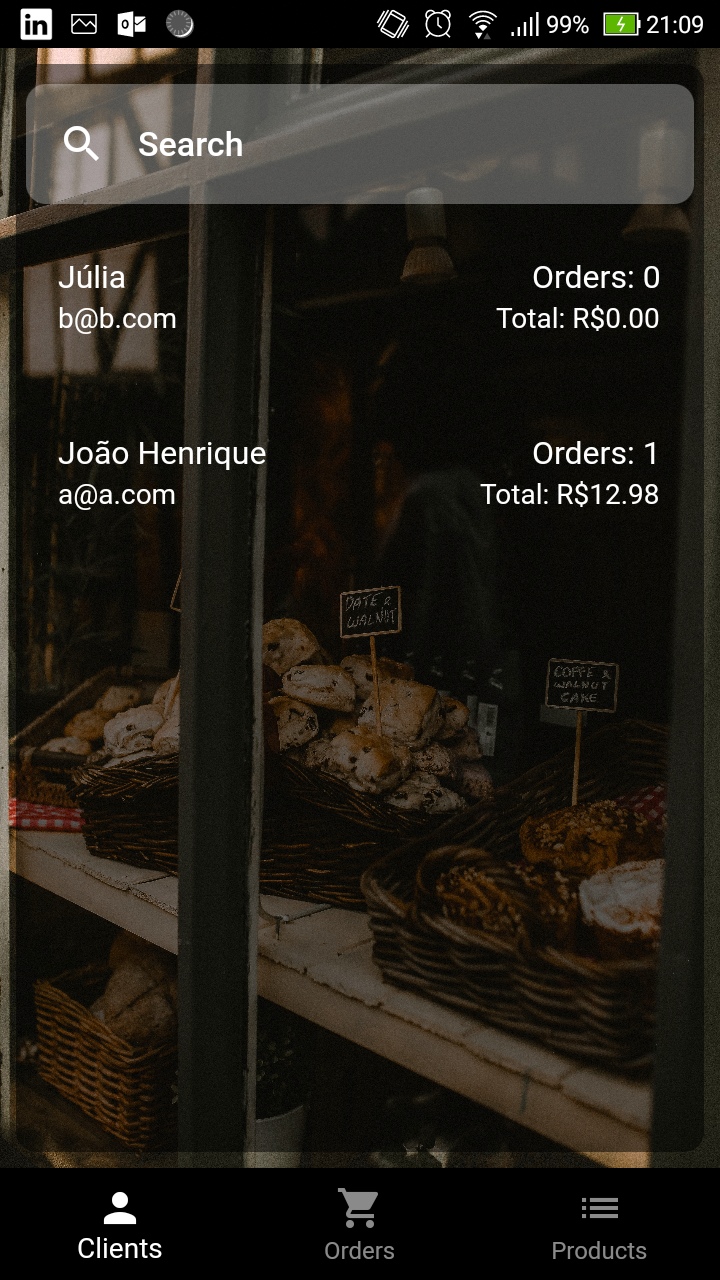 in 99% 21:09
Search
Júlia
Orders: 0
b@b.com
Total: R$0.00
João Henrique
Orders: 1
a@a.com
Total: R$12.98
DATE &
WALNUT
COFFE &
WALNUT
CAKE
Clients
Orders
Products